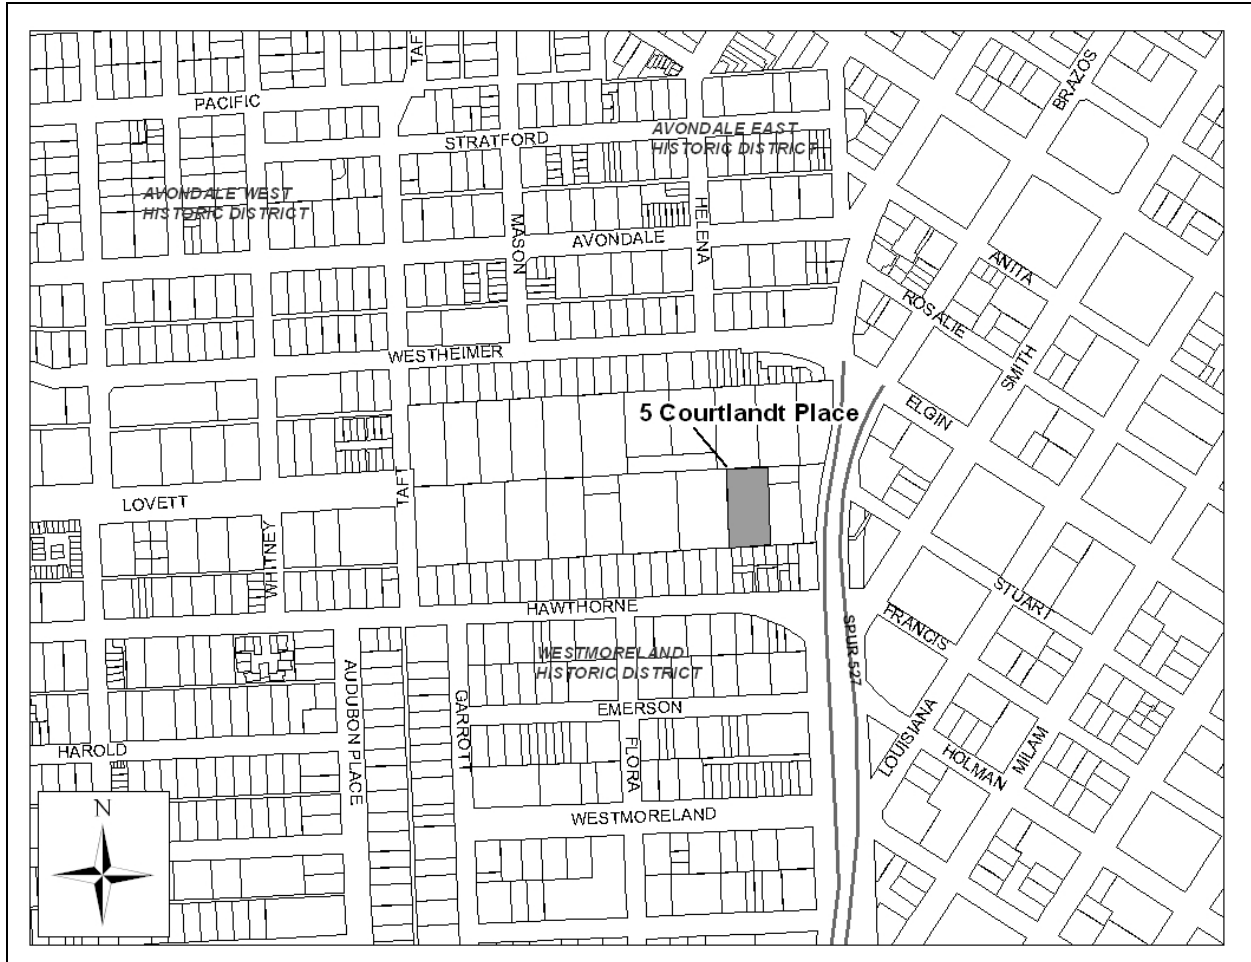 TAFT
BRAZOS
PACIFIC
AVONDALE EAST
HISTORIC DISTRICT
STRATFORD
AVONDALE WEST
HISTORIC DISTRICT
MASON
HELENA
AVONDALE
ANITA
ROSALIE
WESTHEIMER
SMITH
5 Courtlandt Place
ELGIN
TAFT
LOVETT
WHITNEY
HAWTHORNE
STUART
FRANCIS
SPUR 527
WESTMORELAND
HISTORIC DISTRICT
AUDUBON PLACE
GARROTT
EMERSON
FLORA
LOUISIANA
MILAM
HOLMAN
HAROLD
WESTMORELAND
N